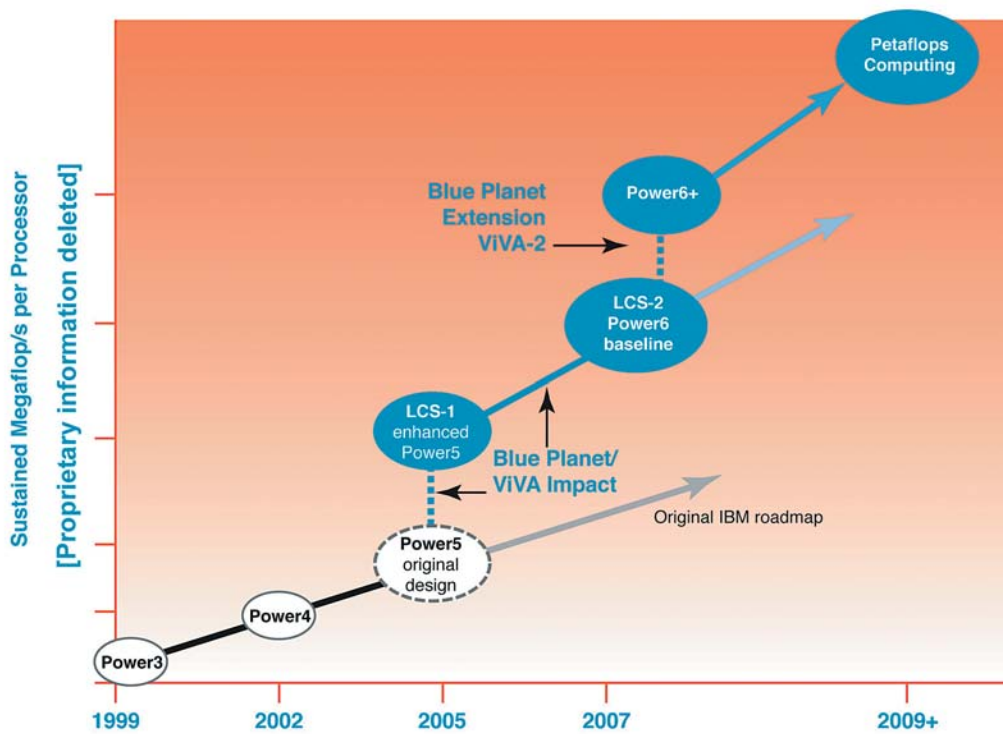 Sustained Megaflop/s per Processor
[Proprietary information deleted]
Petaflops
Computing
Power6+
Blue Planet
Extension
ViVA-2
LCS-2
Power6
baseline
LCS-1
enhanced
Power5
Blue Planet/
ViVA Impact
Original IBM roadmap
Power5
original
design
Power4
Power3
1999
2002
2005
2007
2009+